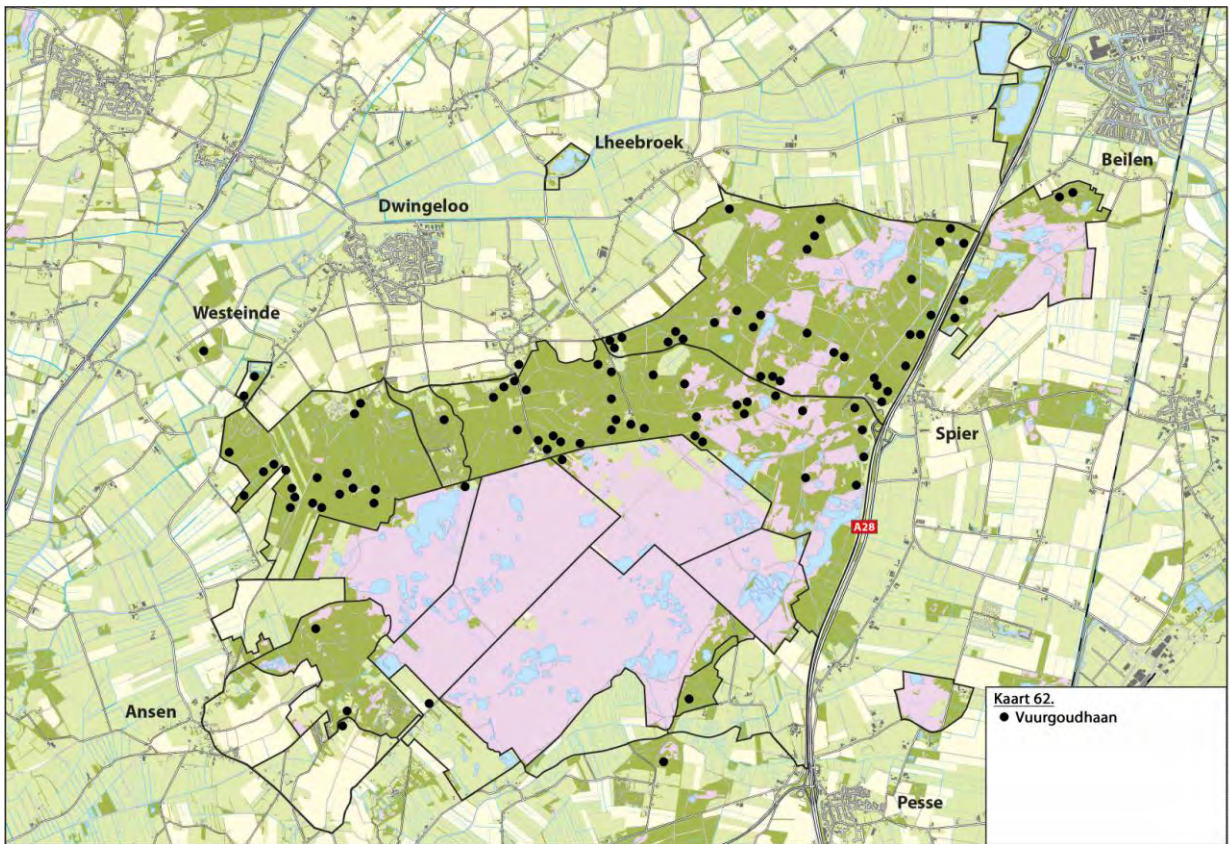 Lheebroek
Beilen
Dwingeloo
Westeinde
Spier
A28
Ansen
Pesse
Kaart 62.
Vuurgoudhaan